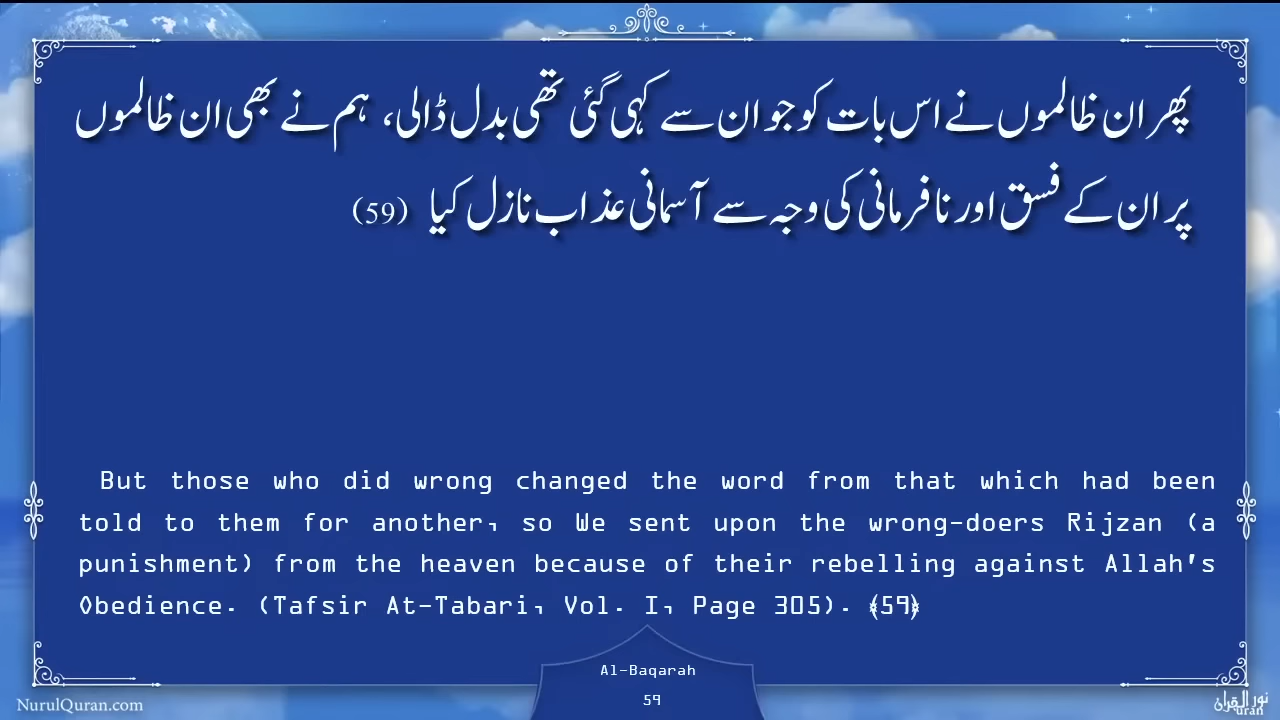 پھر ان ظالموں نے اس بات کو جو ان سے کہی گئی تھی بدل ڈالی، ہم نے بھی ان ظالموں
پر ان کے فسق اور نافرمانی کی وجہ سے آسمانی عذاب نازل کیا (59)
But those who did wrong changed the word from that which had been
told to them for another, so We sent upon the wrong-doers Rijzan (a
punishment) from the heaven because of their rebelling against Allah's
Obedience. (Tafsir At-Tabari, Vol. I, Page 305). ﴾59﴿
Al-Baqarah
59
NurulQuran.com
نور القرآن
uran